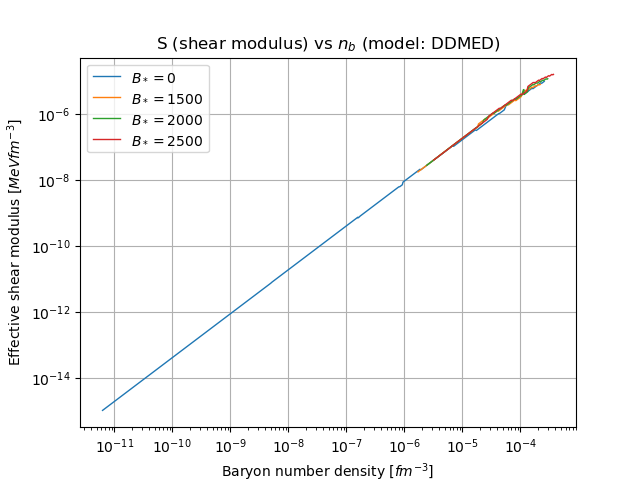 S (shear modulus) vs n_b (model: DDMED)
B_* = 0
B_* = 1500
B_* = 2000
B_* = 2500
Effective shear modulus [MeVfm^{-3}]
10^{-6}
10^{-8}
10^{-10}
10^{-12}
10^{-14}
10^{-11} 10^{-10} 10^{-9} 10^{-8} 10^{-7} 10^{-6} 10^{-5} 10^{-4}
Baryon number density [fm^{-3}]